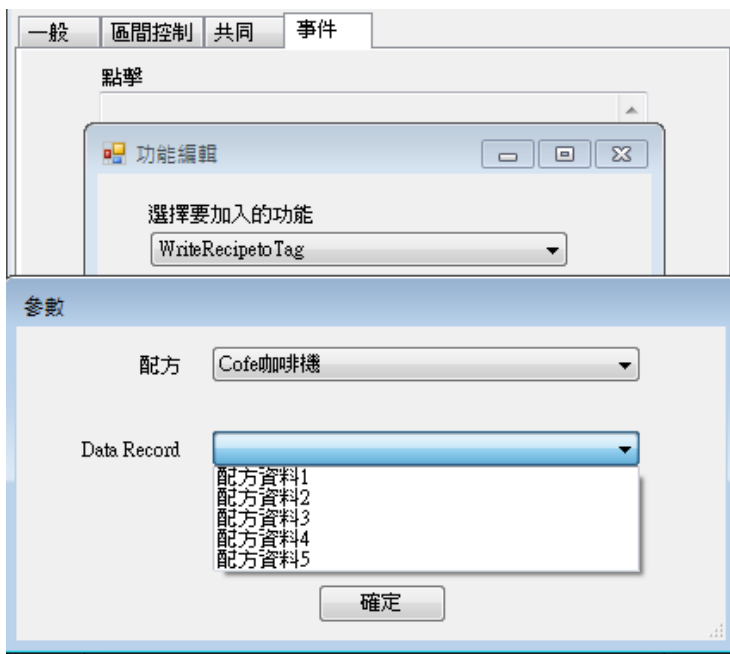 一般 區間控制 共同 事件
點擊
功能編輯
選擇要加入的功能
WriteRecipetoTag
參數
配方 Cofe咖啡機
Data Record
配方資料1
配方資料2
配方資料3
配方資料4
配方資料5
確定